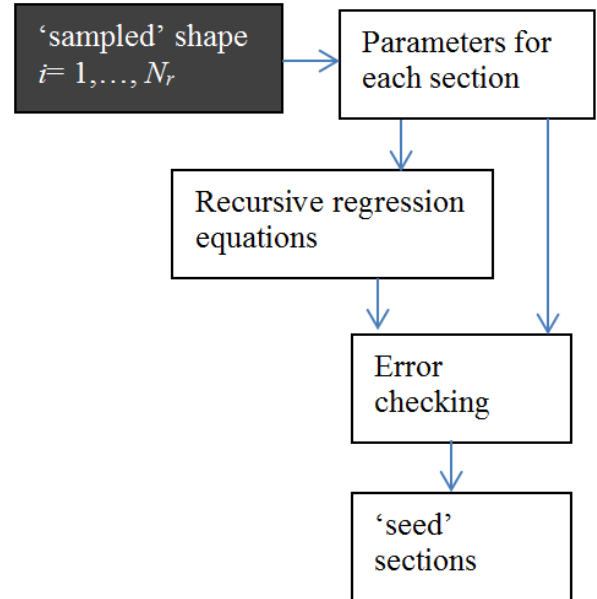 ‘sampled’ shape
i= 1,…, Nr
Parameters for
each section
Recursive regression
equations
Error
checking
‘seed’
sections